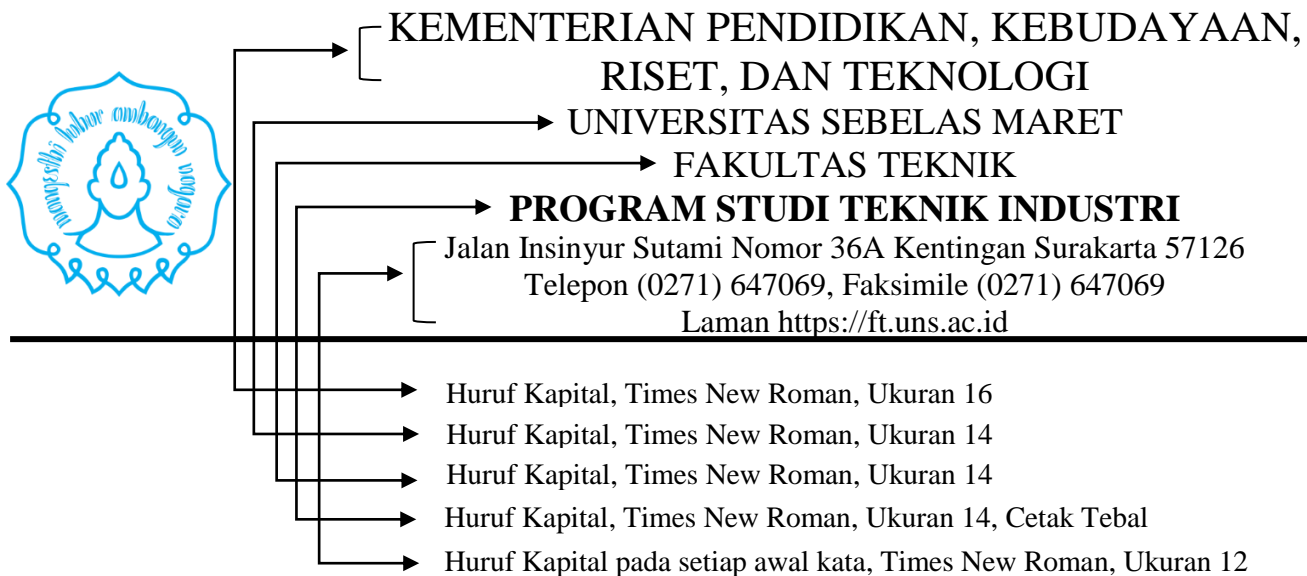 KEMENTERIAN PENDIDIKAN, KEBUDAYAAN,
RISET, DAN TEKNOLOGI
UNIVERSITAS SEBELAS MARET
FAKULTAS TEKNIK
PROGRAM STUDI TEKNIK INDUSTRI
Jalan Insinyur Sutami Nomor 36A Kentingan Surakarta 57126
Telepon (0271) 647069, Faksimile (0271) 647069
Laman https://ft.uns.ac.id
mangesthi luhur ambangun nagara
Huruf Kapital, Times New Roman, Ukuran 16
Huruf Kapital, Times New Roman, Ukuran 14
Huruf Kapital, Times New Roman, Ukuran 14
Huruf Kapital, Times New Roman, Ukuran 14, Cetak Tebal
Huruf Kapital pada setiap awal kata, Times New Roman, Ukuran 12